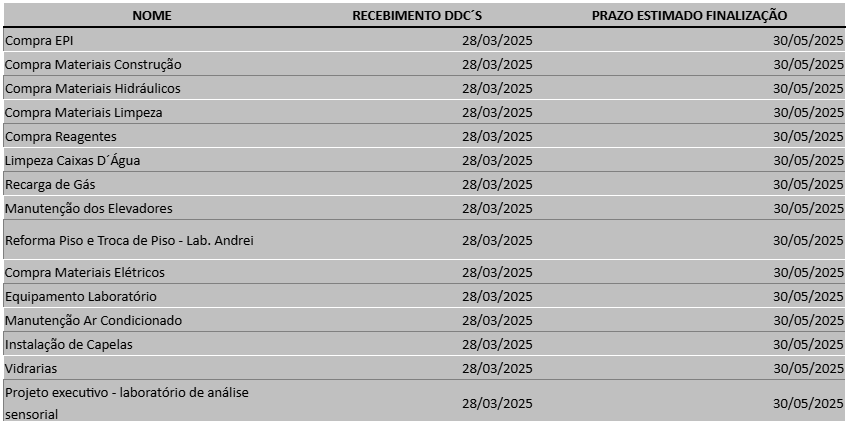 NOME RECEBIMENTO DDC´S PRAZO ESTIMADO FINALIZAÇÃO
Compra EPI 28/03/2025 30/05/2025
Compra Materiais Construção 28/03/2025 30/05/2025
Compra Materiais Hidráulicos 28/03/2025 30/05/2025
Compra Materiais Limpeza 28/03/2025 30/05/2025
Compra Reagentes 28/03/2025 30/05/2025
Limpeza Caixas D´Água 28/03/2025 30/05/2025
Recarga de Gás 28/03/2025 30/05/2025
Manutenção dos Elevadores 28/03/2025 30/05/2025
Reforma Piso e Troca de Piso - Lab. Andrei 28/03/2025 30/05/2025
Compra Materiais Elétricos 28/03/2025 30/05/2025
Equipamento Laboratório 28/03/2025 30/05/2025
Manutenção Ar Condicionado 28/03/2025 30/05/2025
Instalação de Capelas 28/03/2025 30/05/2025
Vidrarias 28/03/2025 30/05/2025
Projeto executivo - laboratório de análise
sensorial 28/03/2025 30/05/2025